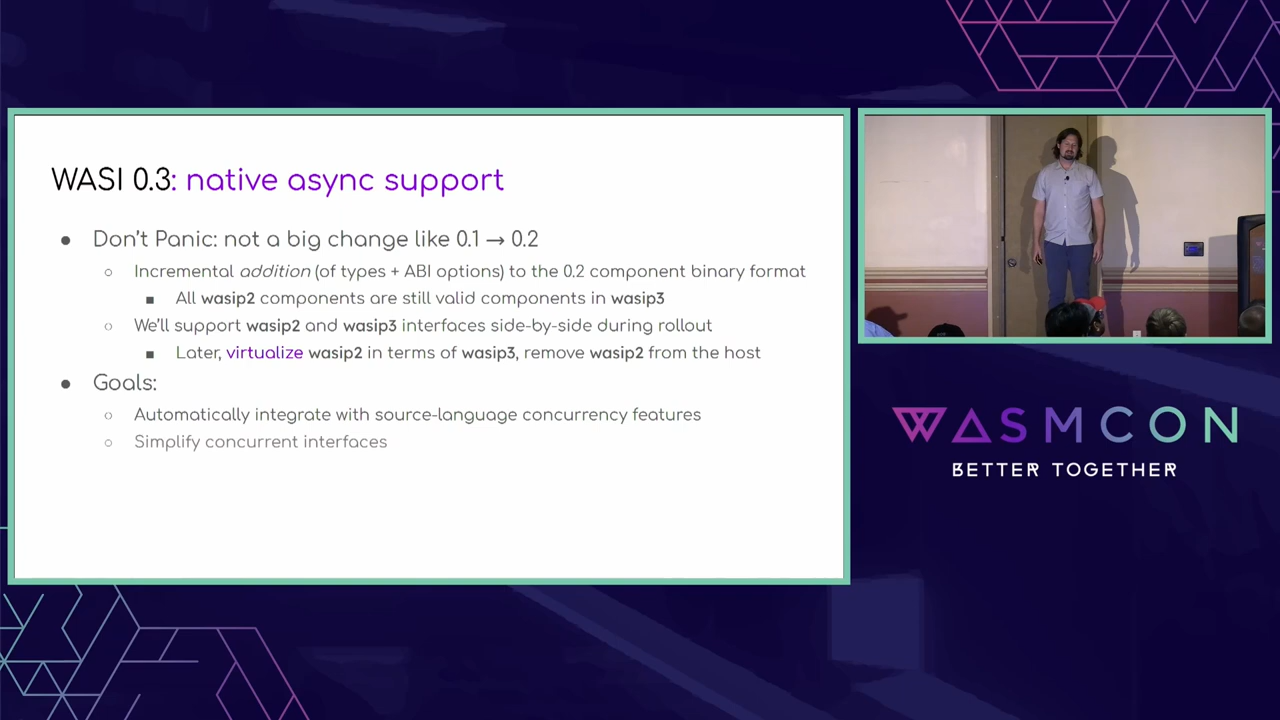 WASI 0.3: native async support
● Don't Panic: not a big change like 0.1 → 0.2
○ Incremental addition (of types + ABI options) to the 0.2 component binary format
■ All wasip2 components are still valid components in wasip3
○ We'll support wasip2 and wasip3 interfaces side-by-side during rollout
■ Later, virtualize wasip2 in terms of wasip3, remove wasip2 from the host
● Goals:
○ Automatically integrate with source-language concurrency features
○ Simplify concurrent interfaces
WASMCON
BETTER TOGETHER